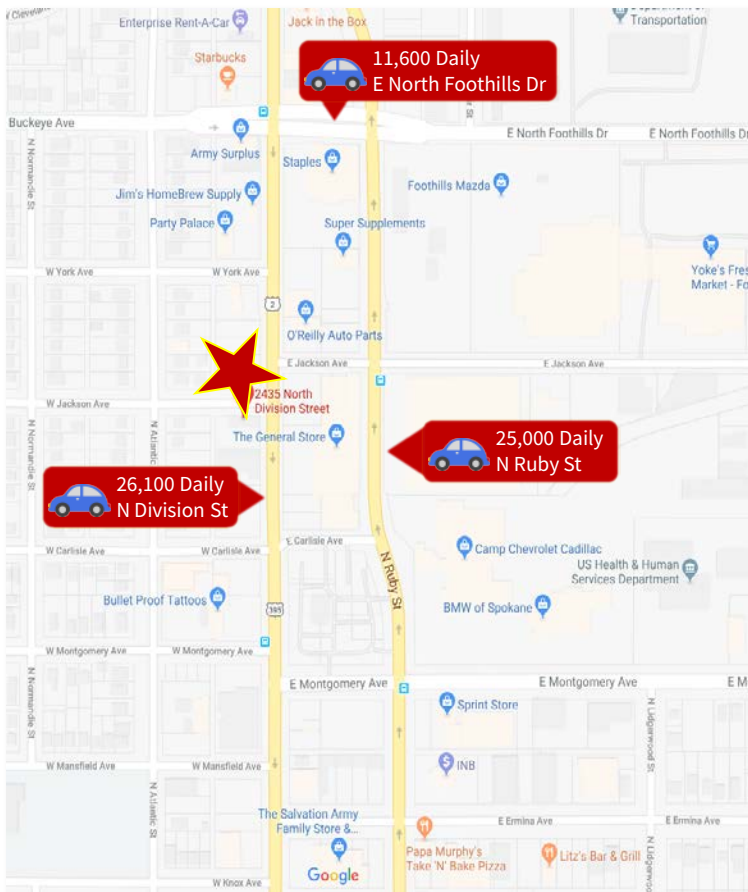 W Cleveland
Enterprise Rent-A-Car
Jack in the Box
Transportation
Starbucks
11,600 Daily
E North Foothills Dr
Buckeye Ave
E North Foothills Dr
E North Foothills Dr
N Normandie St
Army Surplus
Staples
Jim's HomeBrew Supply
Foothills Mazda
Party Palace
Super Supplements
W York Ave
W York Ave
Yoke's Fres
Market - Fo
2
O'Reilly Auto Parts
E Jackson Ave
E Jackson Ave
2435 North
Division Street
W Jackson Ave
N Normandie St
N Atlantic
The General Store
25,000 Daily
N Ruby St
26,100 Daily
N Division St
E Carlisle Ave
W Carlisle Ave
W Carlisle Ave
N Ruby St
Camp Chevrolet Cadillac
US Health & Human
Services Department
Bullet Proof Tattoos
395
BMW of Spokane
W Montgomery Ave
W Montgomery Ave
N Normandie St
E Montgomery Ave
E Montgomery Ave
E M
Sprint Store
N Lidgerwood St
W Mansfield Ave
W Mansfield Ave
INB
N Atlantic St
The Salvation Army
Family Store &...
E Ermina Ave
E Ermina Ave
Papa Murphy's
Take 'N' Bake Pizza
Litz's Bar & Grill
N Lidgerwood
Google
W Knox Ave